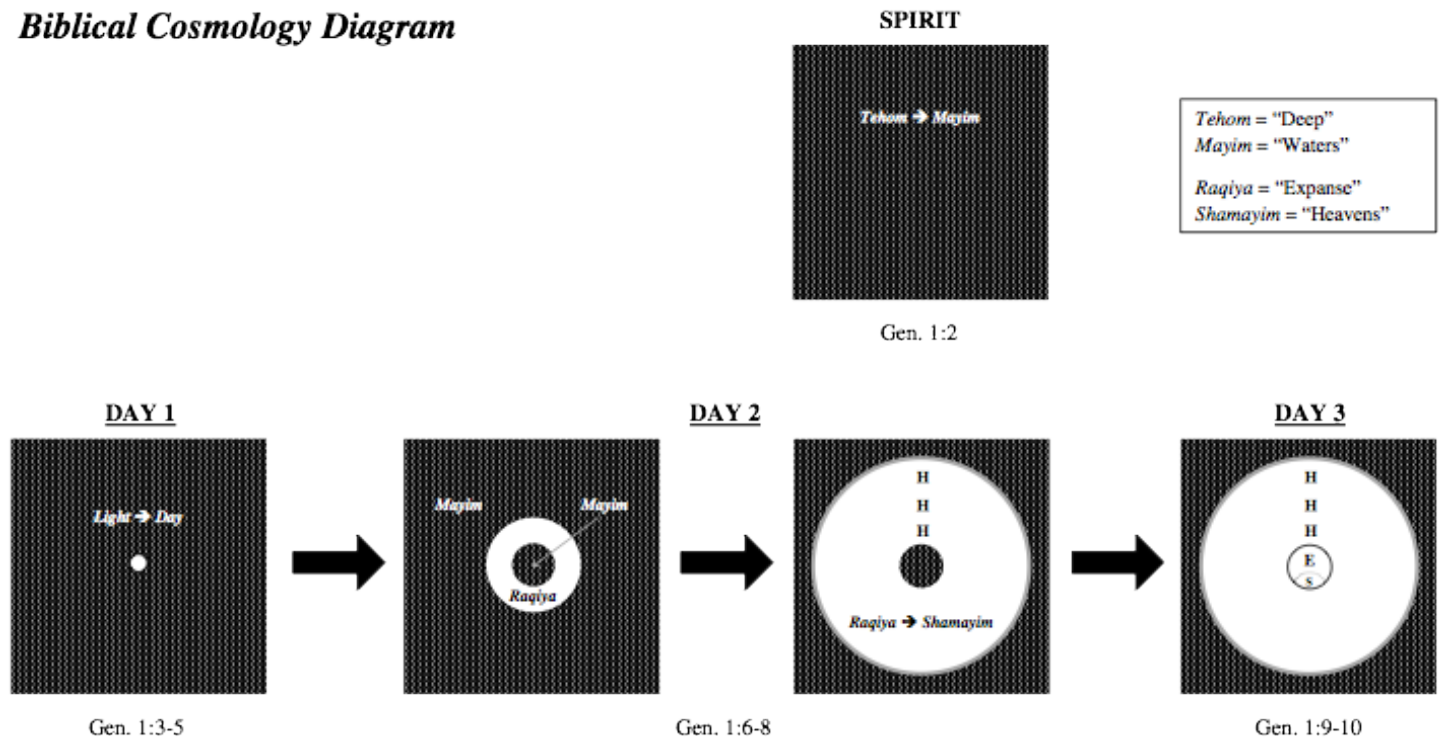 Biblical Cosmology Diagram
SPIRIT
Tehom ➔ Mayim
Gen. 1:2
Tehom = “Deep”
Mayim = “Waters”
Raqiya = “Expanse”
Shamayim = “Heavens”
DAY 1
Light ➔ Day
Gen. 1:3-5
DAY 2
Mayim
Mayim
Raqiya
H
H
H
Raqiya ➔ Shamayim
Gen. 1:6-8
DAY 3
H
H
H
E
S
Gen. 1:9-10